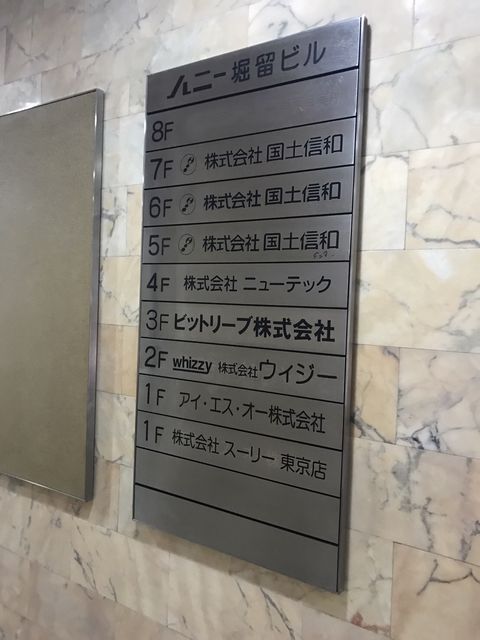 ハニー堀留ビル
8F
7F 株式会社 国土信和
6F 株式会社 国土信和
5F 株式会社 国土信和
4F 株式会社 ニューテック
3F ビットリーブ株式会社
2F whizzy 株式会社ウィジー
1F アイ・エス・オー株式会社
1F 株式会社 スーリー 東京店